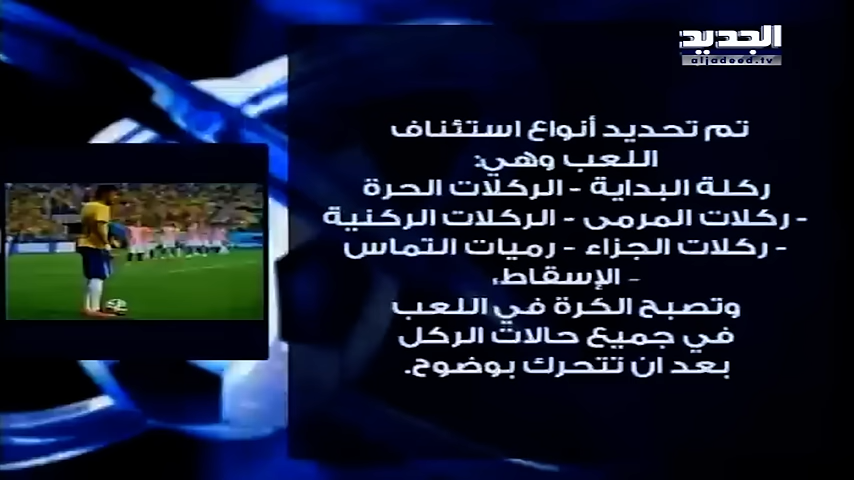 الجديد
aljadeed.tv
تم تحديد أنواع استئناف
اللعب وهي:
ركلة البداية - الركلات الحرة
- ركلات المرمى - الركلات الركنية
- ركلات الجزاء - رميات التماس
- الإسقاط،
وتصبح الكرة في اللعب
في جميع حالات الركل
بعد ان تتحرك بوضوح.